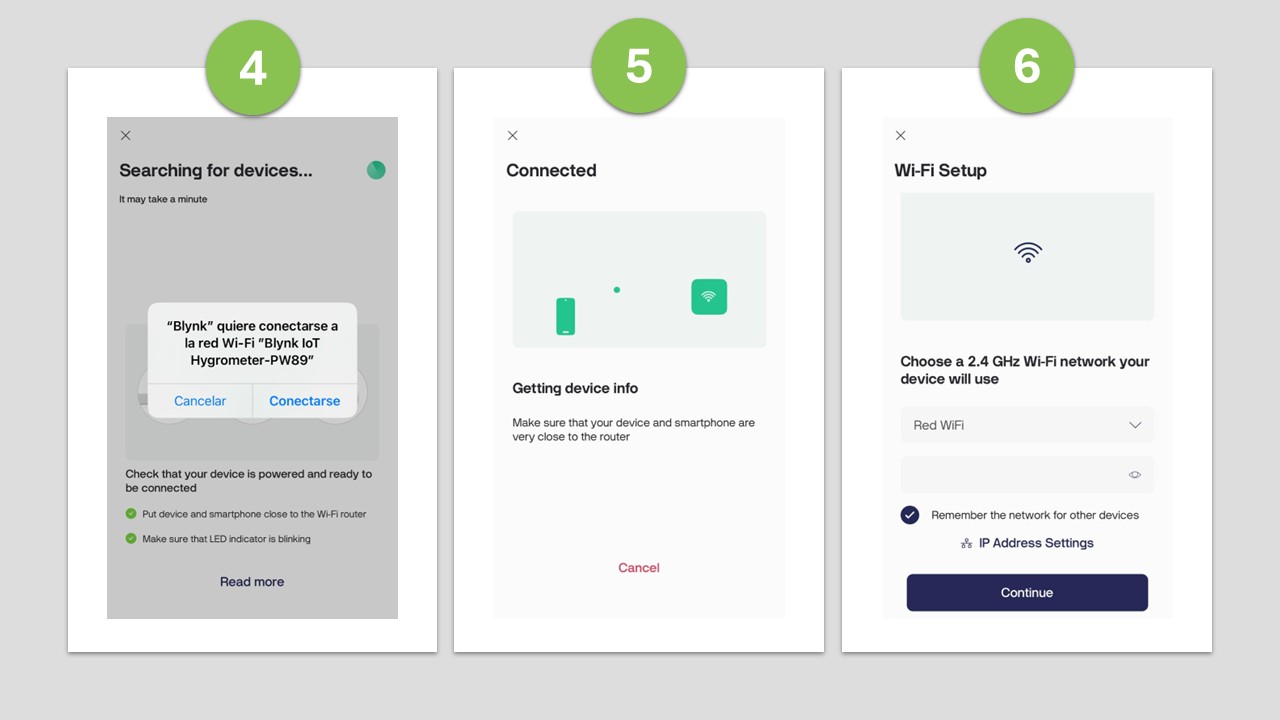 4
Searching for devices...
It may take a minute
“Blynk” quiere conectarse a
la red Wi-Fi “Blynk IoT
Hygrometer-PW89”
Cancelar
Conectarse
Check that your device is powered and ready to
be connected
Put device and smartphone close to the Wi-Fi router
Make sure that LED indicator is blinking
Read more
5
Connected
Getting device info
Make sure that your device and smartphone are
very close to the router
Cancel
6
Wi-Fi Setup
Choose a 2.4 GHz Wi-Fi network your
device will use
Red WiFi
Remember the network for other devices
IP Address Settings
Continue